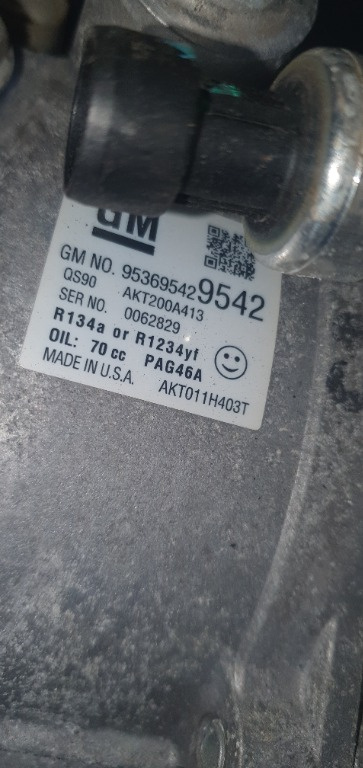 GM
GM NO. 95369542 9542
QS90 AKT200A413
SER NO. 0062829
R134a or R1234yf
OIL: 70 cc PAG46A
MADE IN U.S.A. AKT011H403T